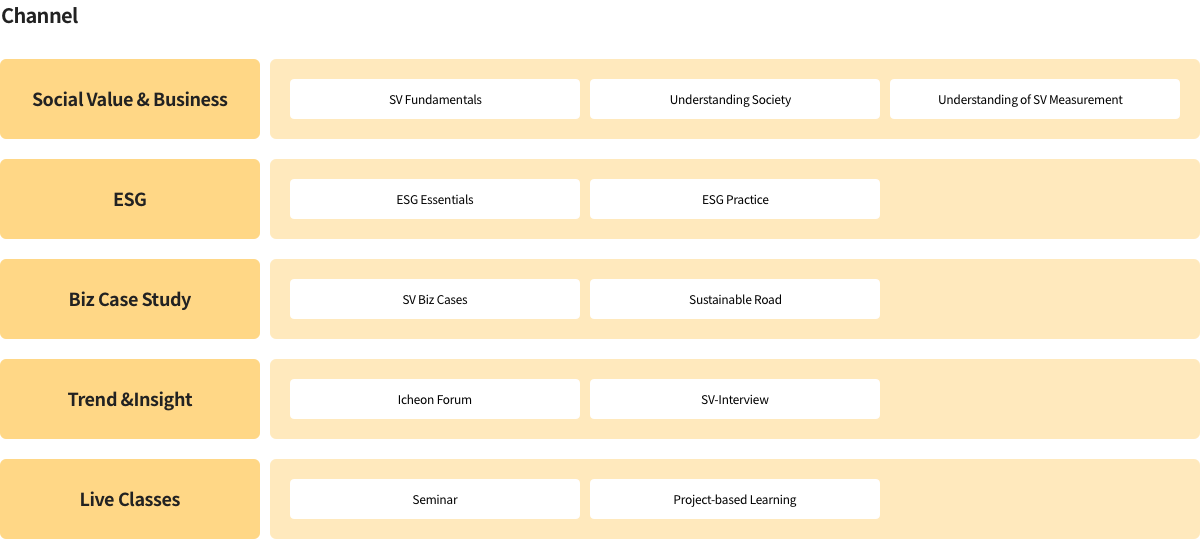 Channel
Social Value & Business
SV Fundamentals
Understanding Society
Understanding of SV Measurement
ESG
ESG Essentials
ESG Practice
Biz Case Study
SV Biz Cases
Sustainable Road
Trend &Insight
Icheon Forum
SV-Interview
Live Classes
Seminar
Project-based Learning